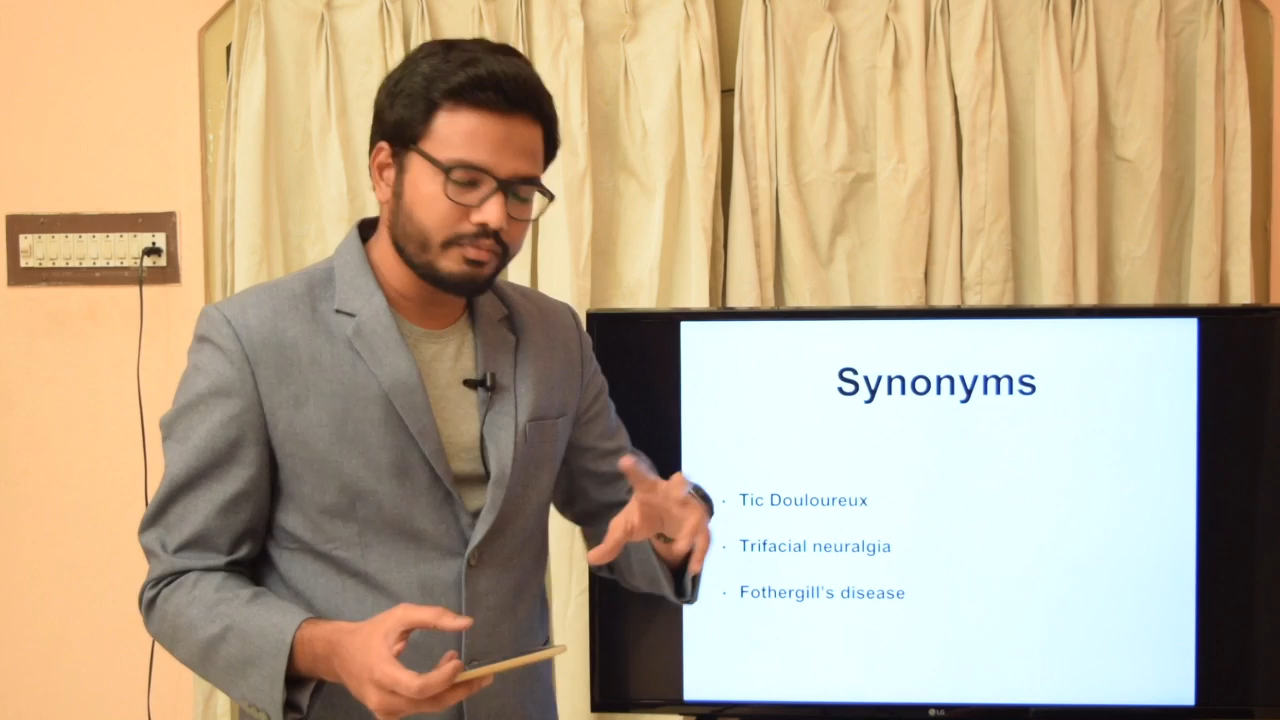 Synonyms
· Tic Douloureux
· Trifacial neuralgia
· Fothergill's disease
LG